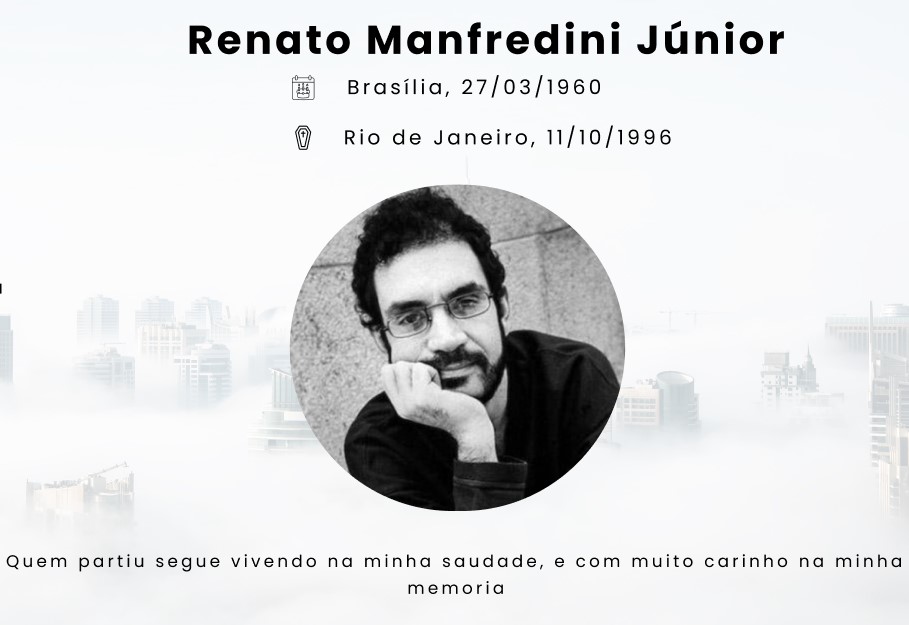 Renato Manfredini Júnior
Brasília, 27/03/1960
Rio de Janeiro, 11/10/1996
Quem partiu segue vivendo na minha saudade, e com muito carinho na minha
memoria